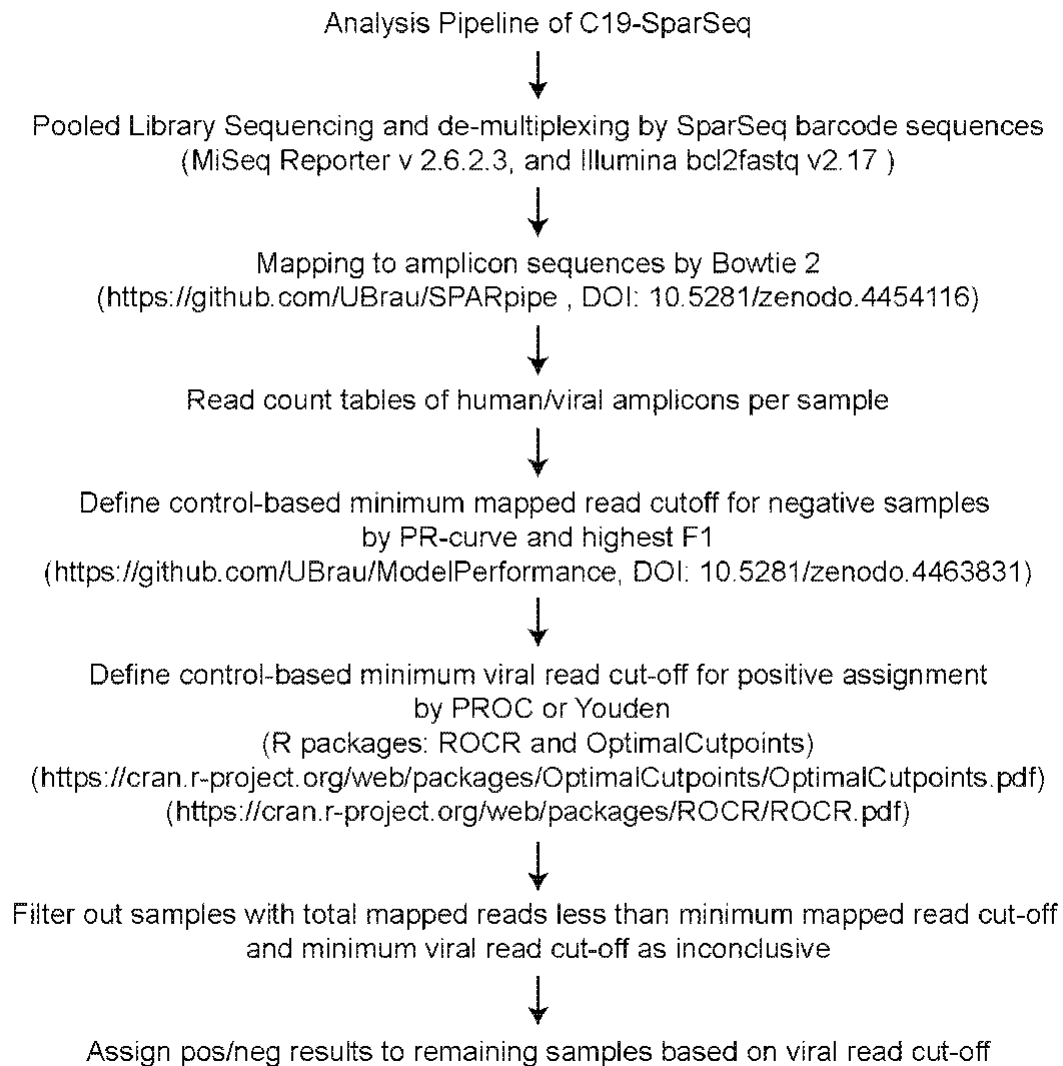 Analysis Pipeline of C19-SparSeq
Pooled Library Sequencing and de-multiplexing by SparSeq barcode sequences
(MiSeq Reporter v 2.6.2.3, and Illumina bcl2fastq v2.17 )
Mapping to amplicon sequences by Bowtie 2
(https://github.com/UBrau/SPARpipe , DOI: 10.5281/zenodo.4454116)
Read count tables of human/viral amplicons per sample
Define control-based minimum mapped read cutoff for negative samples
by PR-curve and highest F1
(https://github.com/UBrau/ModelPerformance, DOI: 10.5281/zenodo.4463831)
Define control-based minimum viral read cut-off for positive assignment
by PROC or Youden
(R packages: ROCR and OptimalCutpoints)
(https://cran.r-project.org/web/packages/OptimalCutpoints/OptimalCutpoints.pdf)
(https://cran.r-project.org/web/packages/ROCR/ROCR.pdf)
Filter out samples with total mapped reads less than minimum mapped read cut-off
and minimum viral read cut-off as inconclusive
Assign pos/neg results to remaining samples based on viral read cut-off